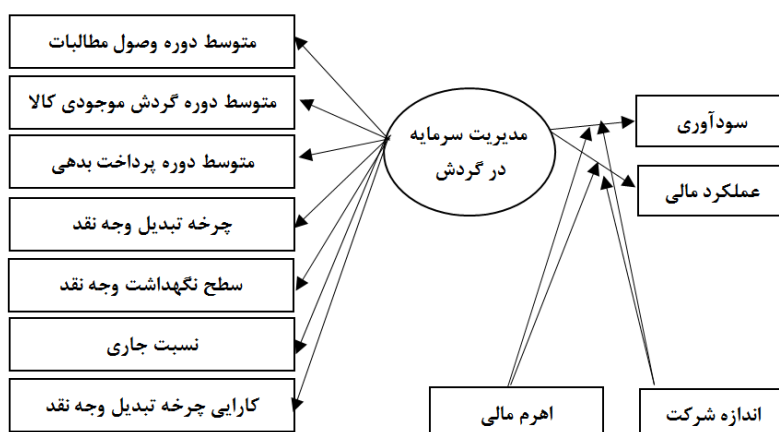 متوسط دوره وصول مطالبات
متوسط دوره گردش موجودی کالا
متوسط دوره پرداخت بدهی
چرخه تبدیل وجه نقد
سطح نگهداشت وجه نقد
نسبت جاری
کارایی چرخه تبدیل وجه نقد
مدیریت سرمایه
در گردش
سودآوری
عملکرد مالی
اهرم مالی
اندازه شرکت